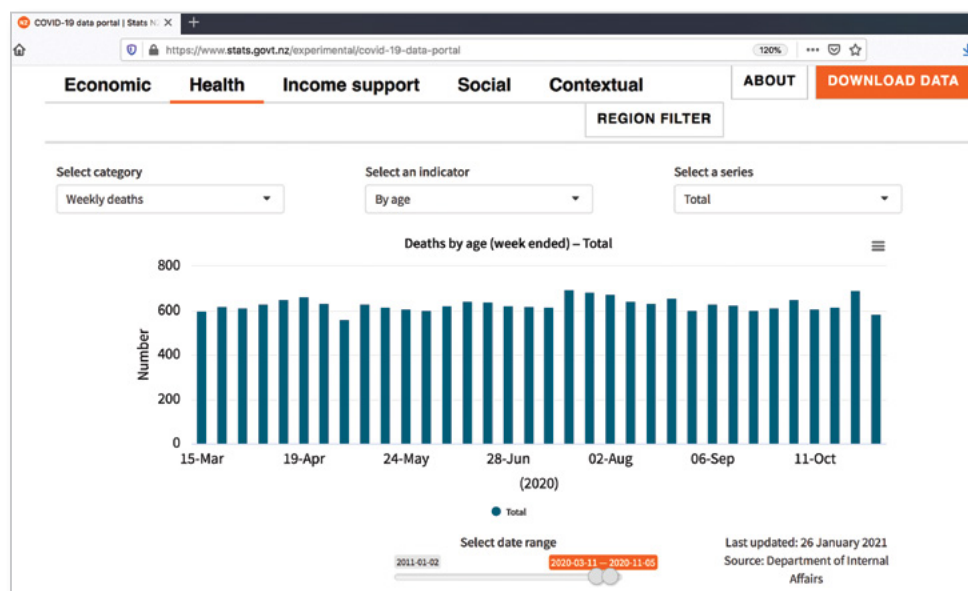 COVID-19 data portal | Stats N
https://www.stats.govt.nz/experimental/covid-19-data-portal
120%
Economic Health Income support Social Contextual ABOUT DOWNLOAD DATA
REGION FILTER
Select category Select an indicator Select a series
Weekly deaths By age Total
Deaths by age (week ended) – Total
800
600
400
200
0
Number
15-Mar 19-Apr 24-May 28-Jun 02-Aug 06-Sep 11-Oct
(2020)
Total
Select date range
2011-01-02 2020-03-11 — 2020-11-05
Last updated: 26 January 2021
Source: Department of Internal
Affairs